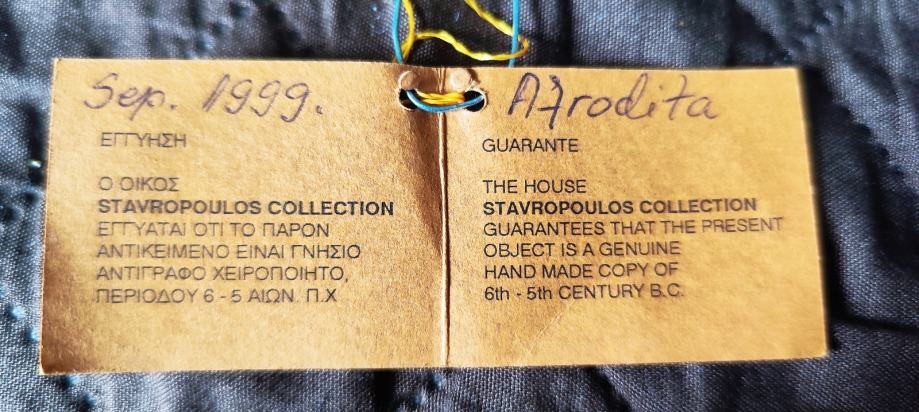 Sep. 1999.
ΕΓΓΥΗΣΗ
Ο ΟΙΚΟΣ
STAVROPOULOS COLLECTION
ΕΓΓΥΑΤΑΙ ΟΤΙ ΤΟ ΠΑΡΟΝ
ΑΝΤΙΚΕΙΜΕΝΟ ΕΙΝΑΙ ΓΝΗΣΙΟ
ΑΝΤΙΓΡΑΦΟ ΧΕΙΡΟΠΟΙΗΤΟ,
ΠΕΡΙΟΔΟΥ 6 - 5 ΑΙΩΝ. Π.Χ
Afrodita
GUARANTE
THE HOUSE
STAVROPOULOS COLLECTION
GUARANTEES THAT THE PRESENT
OBJECT IS A GENUINE
HAND MADE COPY OF
6th - 5th CENTURY B.C.